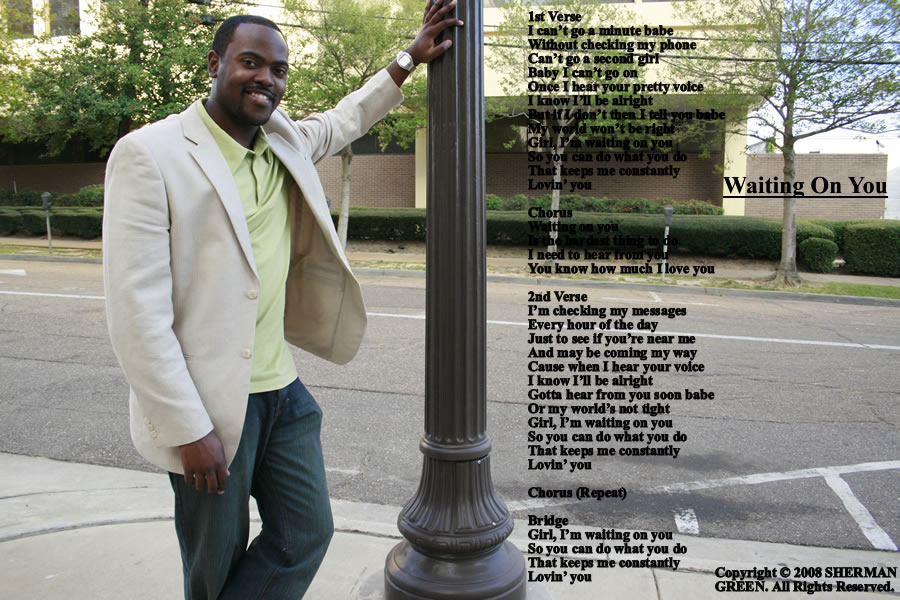 1st Verse
I can't go a minute babe
Without checking my phone
Can't go a second girl
Baby I can't go on
Once I hear your pretty voice
I know I'll be alright
But if I don't then I tell you babe
My world won't be right
Girl, I'm waiting on you
So you can do what you do
That keeps me constantly
Lovin' you
Waiting On You
Chorus
Waiting on you
Is the hardest thing to do
I need to hear from you
You know how much I love you
2nd Verse
I'm checking my messages
Every hour of the day
Just to see if you're near me
And may be coming my way
Cause when I hear your voice
I know I'll be alright
Gotta hear from you soon babe
Or my world's not tight
Girl, I'm waiting on you
So you can do what you do
That keeps me constantly
Lovin' you
Chorus (Repeat)
Bridge
Girl, I'm waiting on you
So you can do what you do
That keeps me constantly
Lovin' you
Copyright © 2008 SHERMAN
GREEN. All Rights Reserved.